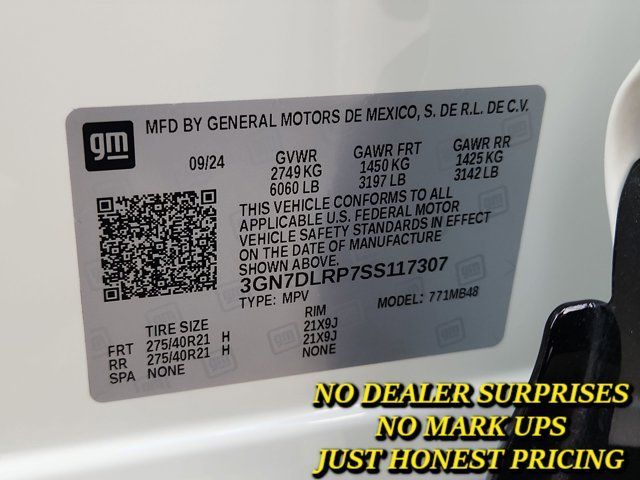 gm
MFD BY GENERAL MOTORS DE MEXICO, S. DE R.L. DE C.V.
09/24 GVWR GAWR FRT GAWR RR
2749 KG 1450 KG 1425 KG
6060 LB 3197 LB 3142 LB
THIS VEHICLE CONFORMS TO ALL
APPLICABLE U.S. FEDERAL MOTOR
VEHICLE SAFETY STANDARDS IN
EFFECT ON THE DATE OF MANUFACTURE
SHOWN ABOVE.
3GN7DLRP7SS117307
TYPE: MPV MODEL: 771MB48
TIRE SIZE RIM
FRT 275/40R21 H 21X9J
RR 275/40R21 H 21X9J
SPA NONE NONE
NO DEALER SURPRISES
NO MARK UPS
JUST HONEST PRICING